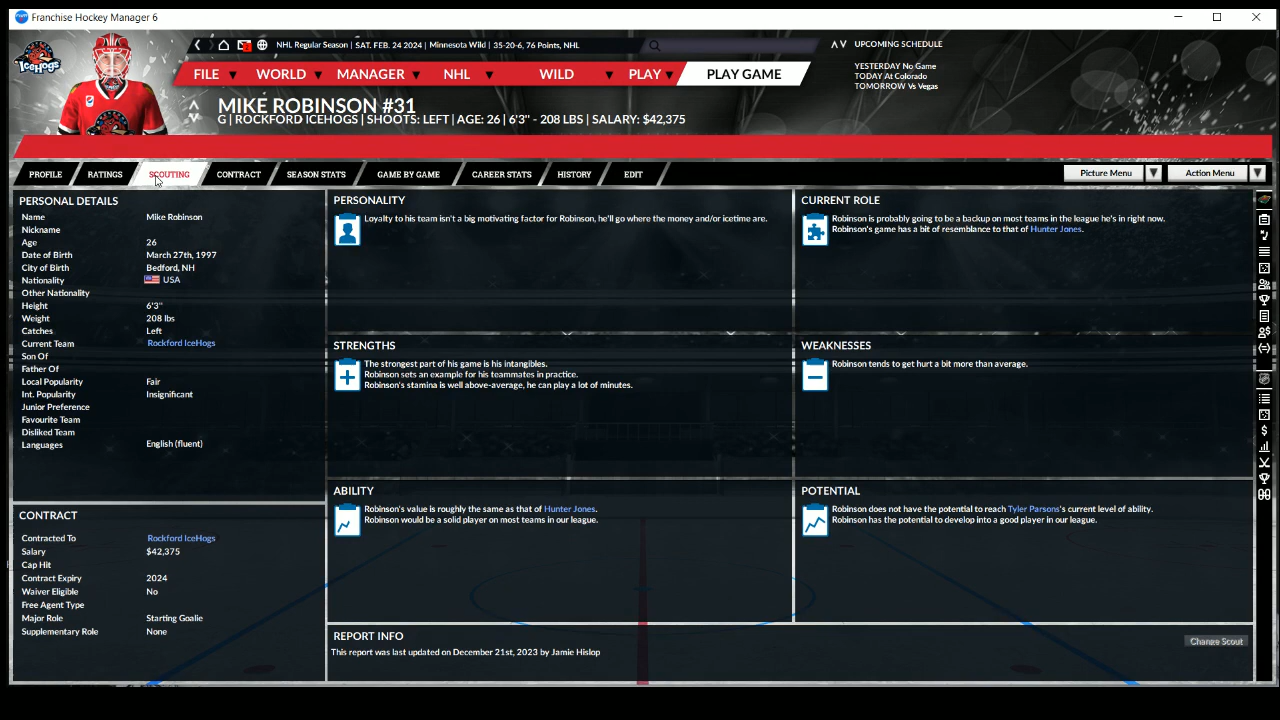 Franchise Hockey Manager 6
NHL Regular Season | SAT. FEB. 24 2024 | Minnesota Wild | 35-20-6, 76 Points, NHL
UPCOMING SCHEDULE
YESTERDAY No Game
TODAY At Colorado
TOMORROW Vs Vegas
ICEHOGS
FILE WORLD MANAGER NHL WILD PLAY PLAY GAME
MIKE ROBINSON #31
G | ROCKFORD ICEHOGS | SHOOTS: LEFT | AGE: 26 | 6'3" - 208 LBS | SALARY: $42,375
PROFILE RATINGS SCOUTING CONTRACT SEASON STATS GAME BY GAME CAREER STATS HISTORY EDIT Picture Menu Action Menu
PERSONAL DETAILS
Name Mike Robinson
Nickname
Age 26
Date of Birth March 27th, 1997
City of Birth Bedford, NH
Nationality USA
Other Nationality
Height 6'3"
Weight 208 lbs
Catches Left
Current Team Rockford IceHogs
Son Of
Father Of
Local Popularity Fair
Int. Popularity Insignificant
Junior Preference
Favourite Team
Disliked Team
Languages English (fluent)
CONTRACT
Contracted To Rockford IceHogs
Salary $42,375
Cap Hit
Contract Expiry 2024
Waiver Eligible No
Free Agent Type
Major Role Starting Goalie
Supplementary Role None
PERSONALITY
Loyalty to his team isn't a big motivating factor for Robinson, he'll go where the money and/or icetime are.
CURRENT ROLE
Robinson is probably going to be a backup on most teams in the league he's in right now.
Robinson's game has a bit of resemblance to that of Hunter Jones.
STRENGTHS
The strongest part of his game is his intangibles.
Robinson sets an example for his teammates in practice.
Robinson's stamina is well above-average, he can play a lot of minutes.
WEAKNESSES
Robinson tends to get hurt a bit more than average.
ABILITY
Robinson's value is roughly the same as that of Hunter Jones.
Robinson would be a solid player on most teams in our league.
POTENTIAL
Robinson does not have the potential to reach Tyler Parsons's current level of ability.
Robinson has the potential to develop into a good player in our league.
REPORT INFO
This report was last updated on December 21st, 2023 by Jamie Hislop
Change Scout